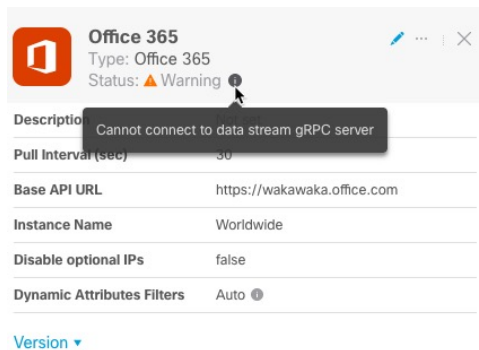 Office 365
Type: Office 365
Status: Warning
Cannot connect to data stream gRPC server
Description
Pull Interval (sec) 30
Base API URL https://wakawaka.office.com
Instance Name Worldwide
Disable optional IPs false
Dynamic Attributes Filters Auto
Version